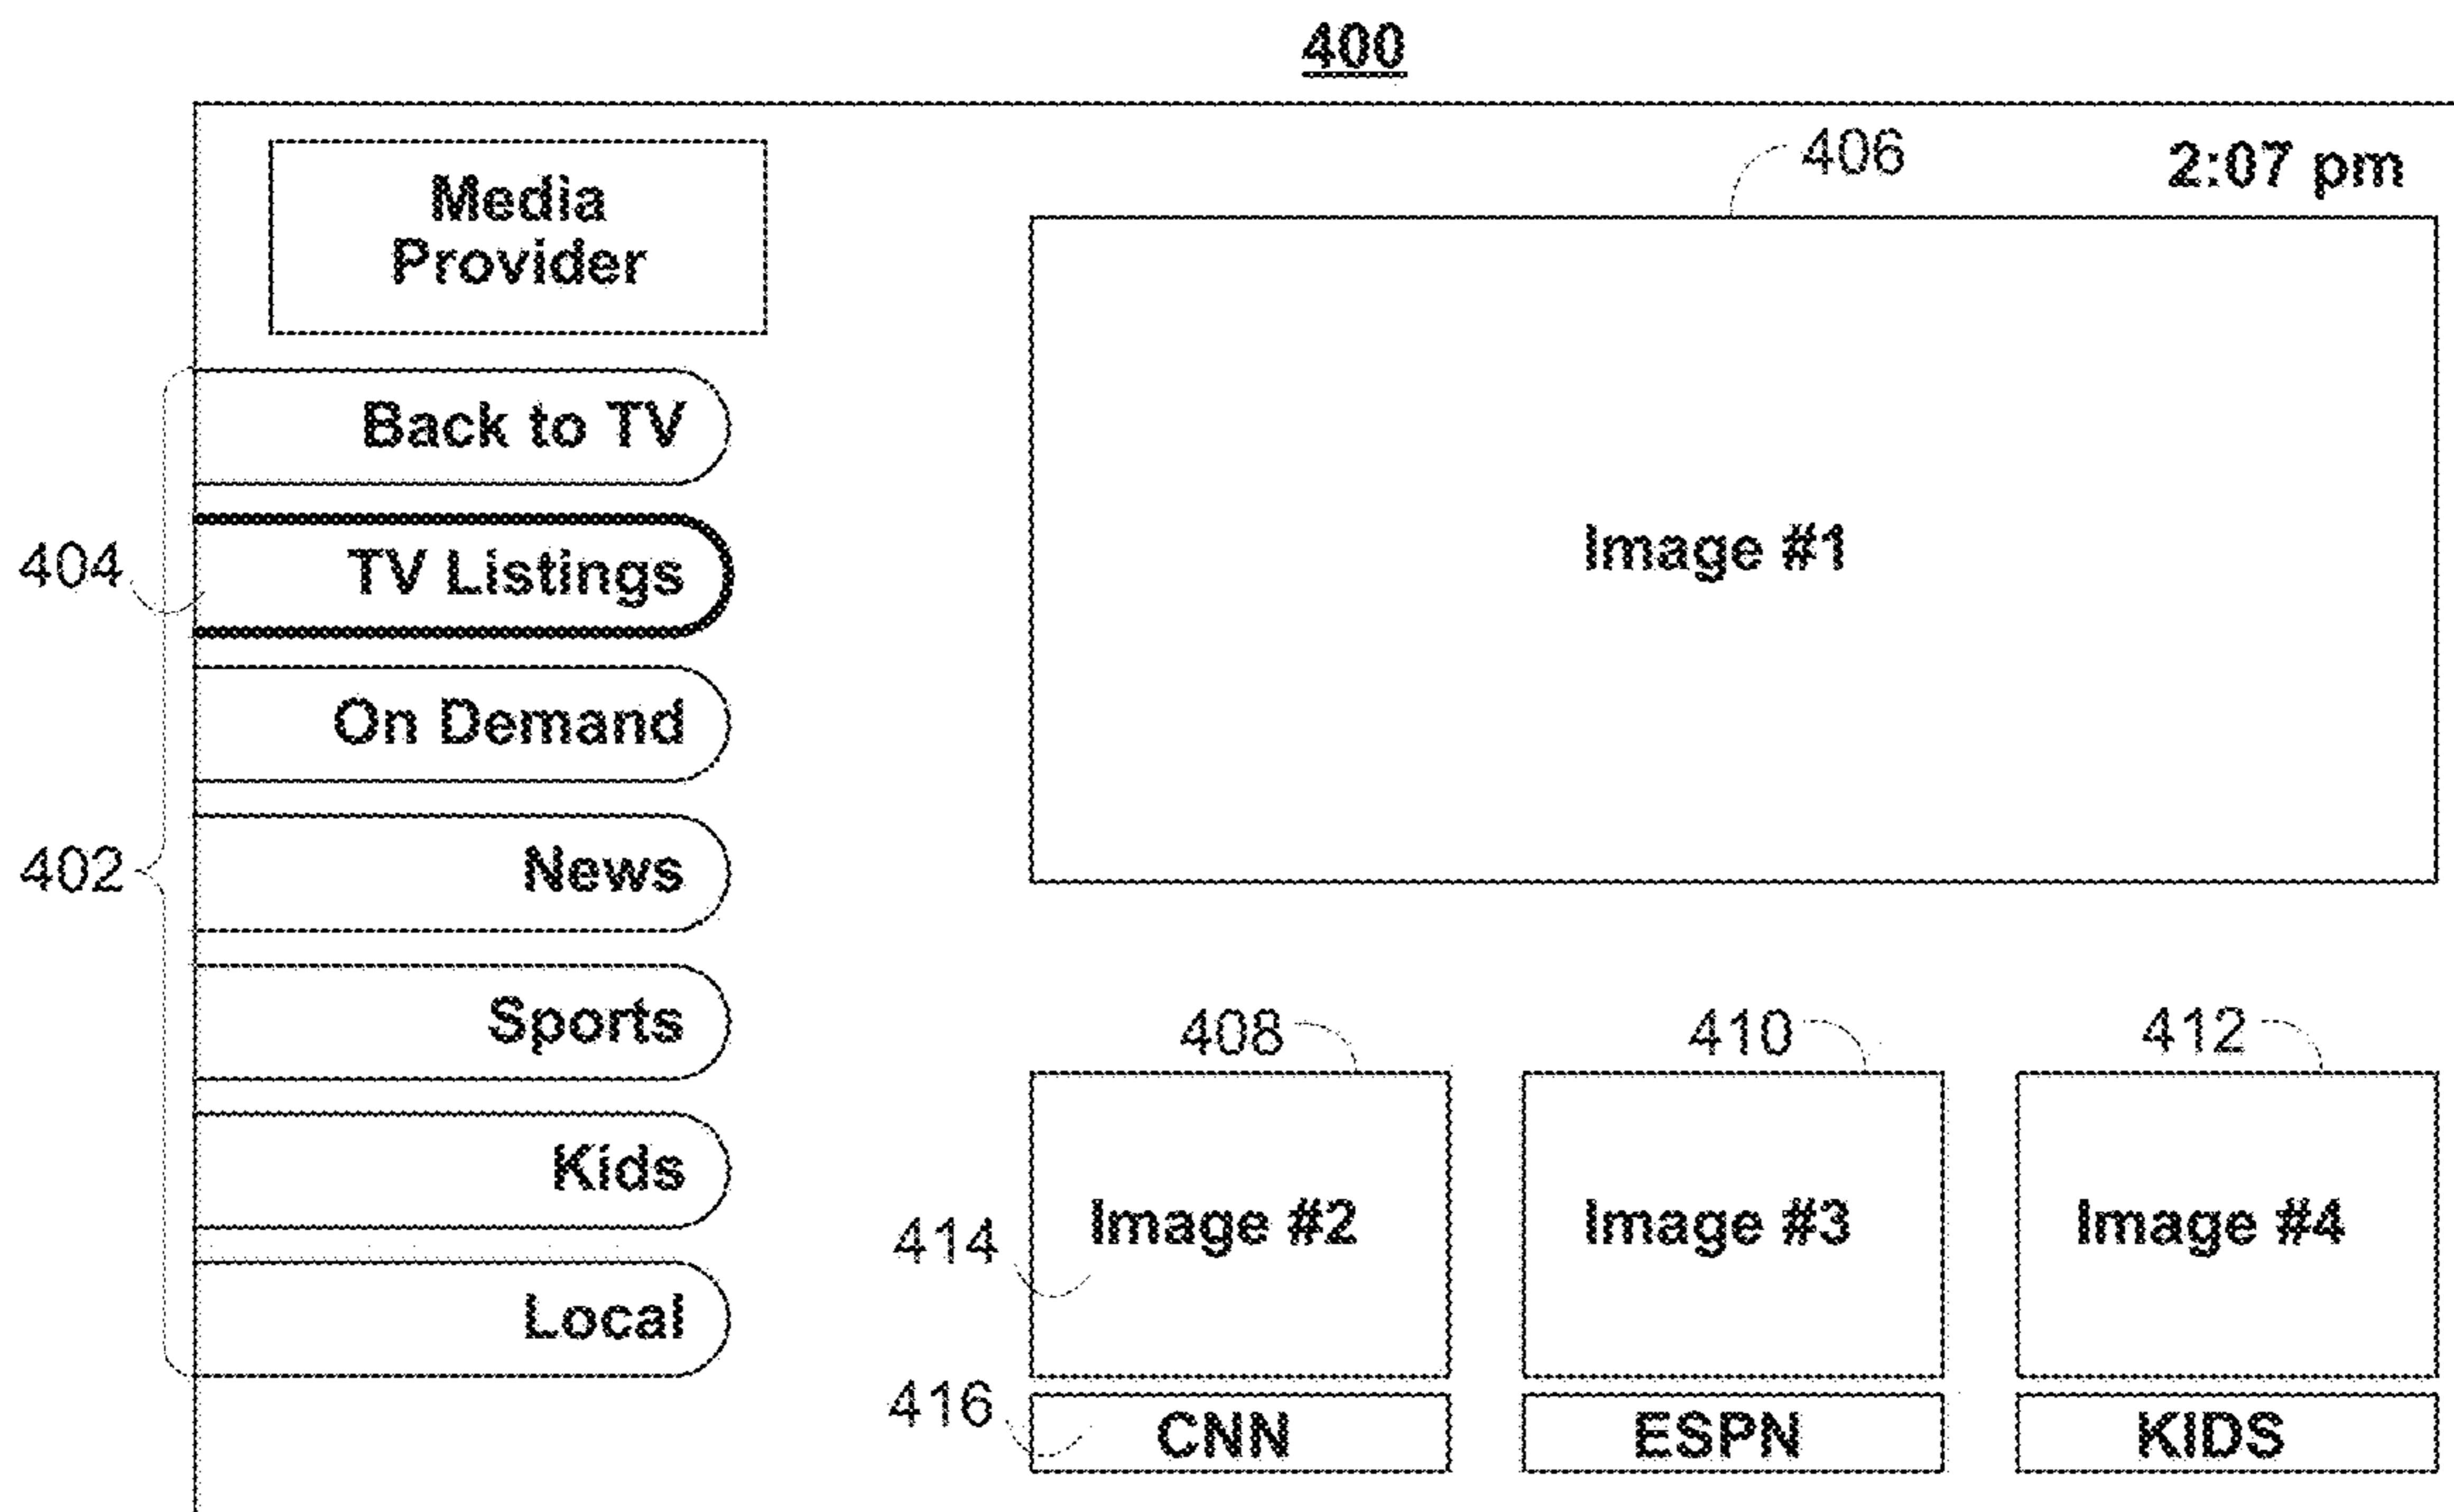 400
406
2:07 pm
Media
Provider
Back to TV
404
TV Listings
Image #1
On Demand
402
News
Sports
408
410
412
Kids
414
Image #2
Image #3
Image #4
Local
416
CNN
ESPN
KIDS